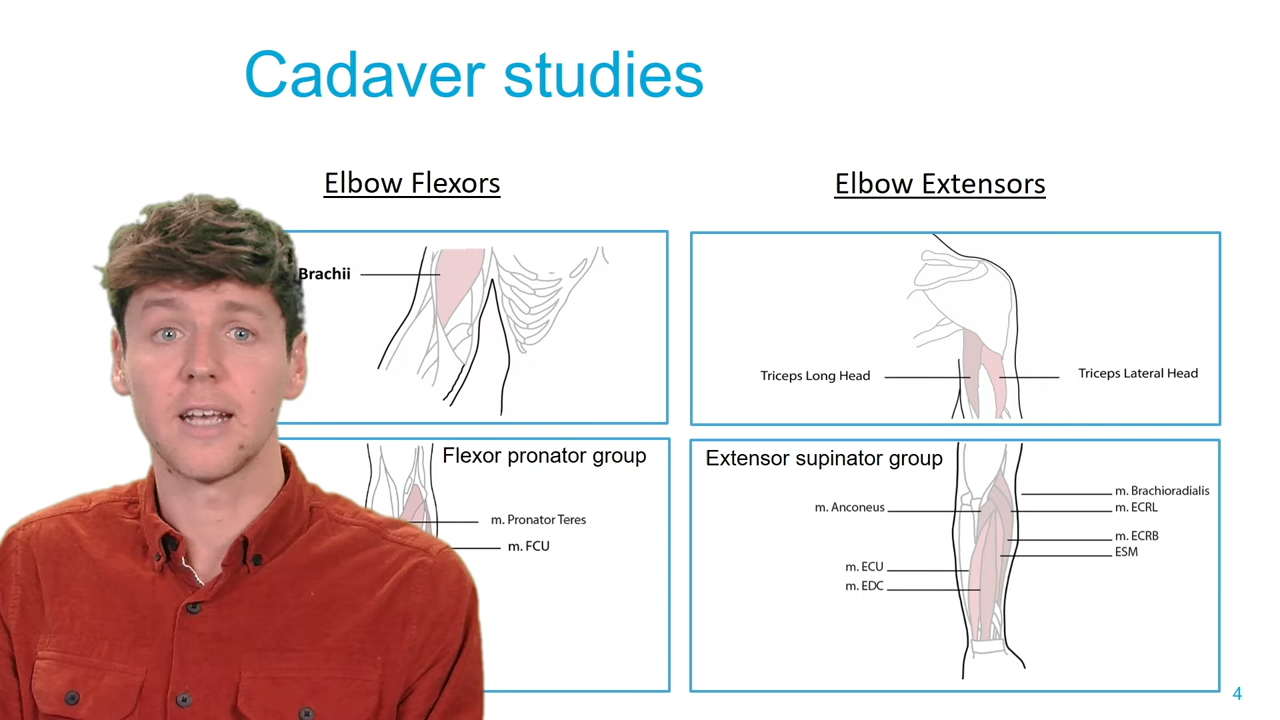 Cadaver studies
Elbow Flexors
Elbow Extensors
Brachii
Triceps Long Head
Triceps Lateral Head
Flexor pronator group
m. Pronator Teres
m. FCU
Extensor supinator group
m. Anconeus
m. ECU
m. EDC
m. Brachioradialis
m. ECRL
m. ECRB
ESM
4